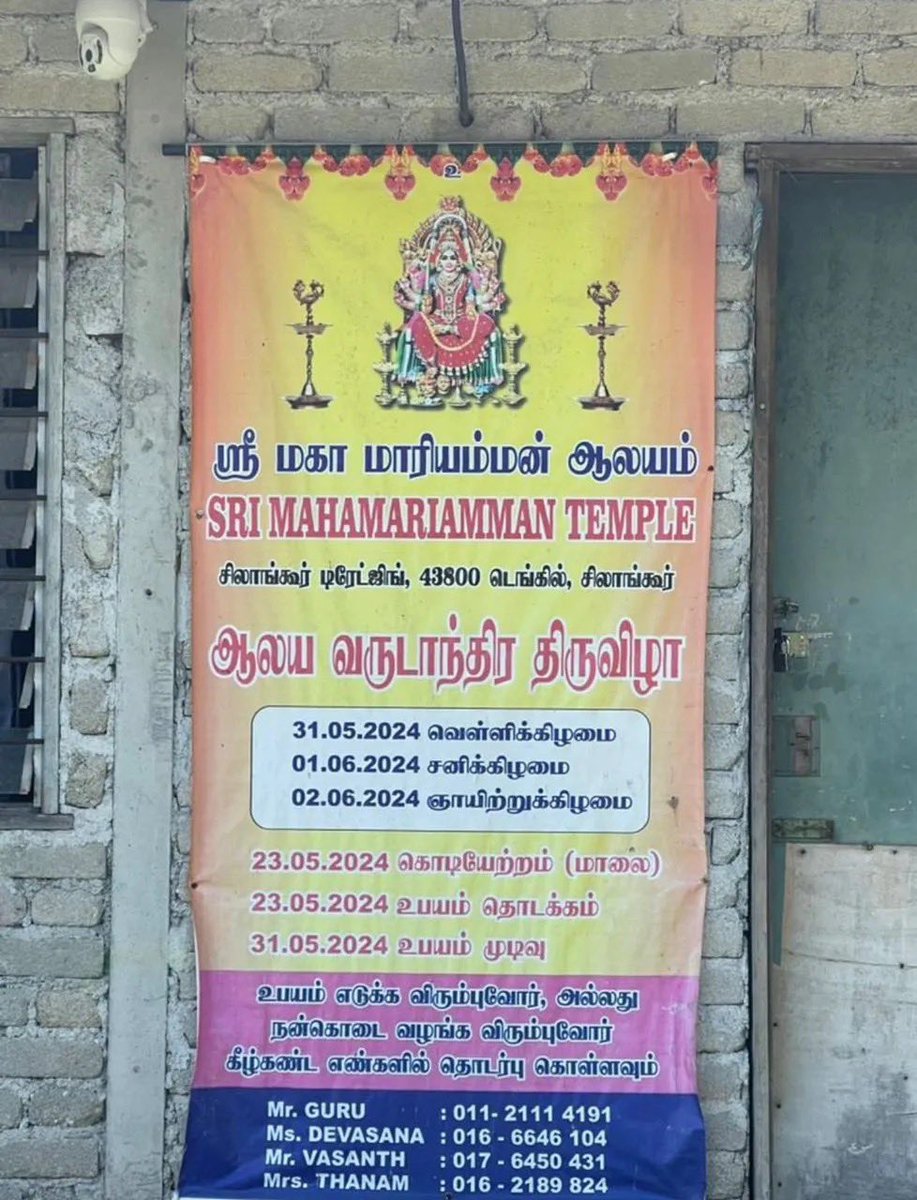 உ
ஸ்ரீ மகா மாரியம்மன் ஆலயம்
SRI MAHAMARIAMMAN TEMPLE
சிலாங்கூர் டிரேட்ஜிங், 43800 டெங்கில், சிலாங்கூர்
ஆலய வருடாந்திர திருவிழா
31.05.2024 வெள்ளிக்கிழமை
01.06.2024 சனிக்கிழமை
02.06.2024 ஞாயிற்றுக்கிழமை
23.05.2024 கொடியேற்றம் (மாலை)
23.05.2024 உபயம் தொடக்கம்
31.05.2024 உபயம் முடிவு
உபயம் எடுக்க விரும்புவோர், அல்லது
நன்கொடை வழங்க விரும்புவோர்
கீழ்கண்ட எண்களில் தொடர்பு கொள்ளவும்
Mr. GURU : 011- 2111 4191
Ms. DEVASANA : 016 - 6646 104
Mr. VASANTH : 017 - 6450 431
Mrs. THANAM : 016 - 2189 824